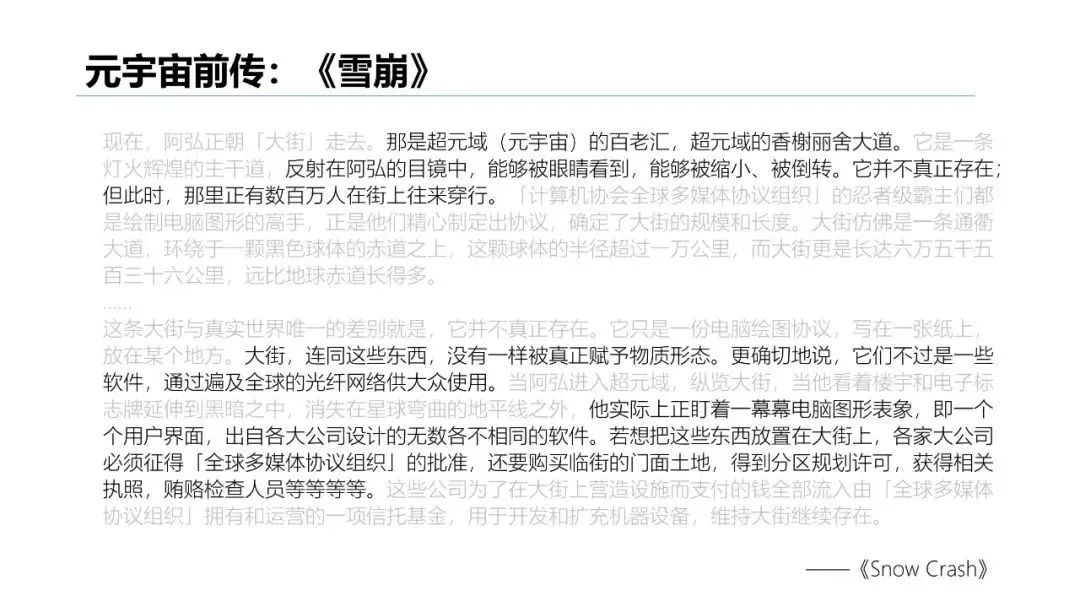 元宇宙前传：《雪崩》
现在，阿弘正朝「大街」走去。那是超元域（元宇宙）的百老汇，超元域的香榭丽舍大道。它是一条
灯火辉煌的主干道，反射在阿弘的目镜中，能够被眼睛看到，能够被缩小、被倒转。它并不真正存在；
但此时，那里正有数百万人在街上往来穿行。「计算机协会全球多媒体协议组织」的忍者级霸主们都
是绘制电脑图形的高手，正是他们精心制定出协议，确定了大街的规模和长度。大街仿佛是一条通衢
大道，环绕于一颗黑色球体的赤道之上，这颗球体的半径超过一万公里，而大街更是长达六万五千五
百三十六公里，远比地球赤道长得多。
......
这条大街与真实世界唯一的差别就是，它并不真正存在。它只是一份电脑绘图协议，写在一张纸上，
放在某个地方。大街，连同这些东西，没有一样被真正赋予物质形态。更确切地说，它们不过是一些
软件，通过遍及全球的光纤网络供大众使用。当阿弘进入超元域，纵览大街，当他看着楼宇和电子标
志牌延伸到黑暗之中，消失在星球弯曲的地平线之外，他实际上正盯着一幕幕电脑图形表象，即一个
个用户界面，出自各大公司设计的无数各不相同的软件。若想把这些东西放置在大街上，各家大公司
必须征得「全球多媒体协议组织」的批准，还要购买临街的门面土地，得到分区规划许可，获得相关
执照，贿赂检查人员等等等等。这些公司为了在大街上营造设施而支付的钱全部流入由「全球多媒体
协议组织」拥有和运营的一项信托基金，用于开发和扩充机器设备，维持大街继续存在。
——《Snow Crash》